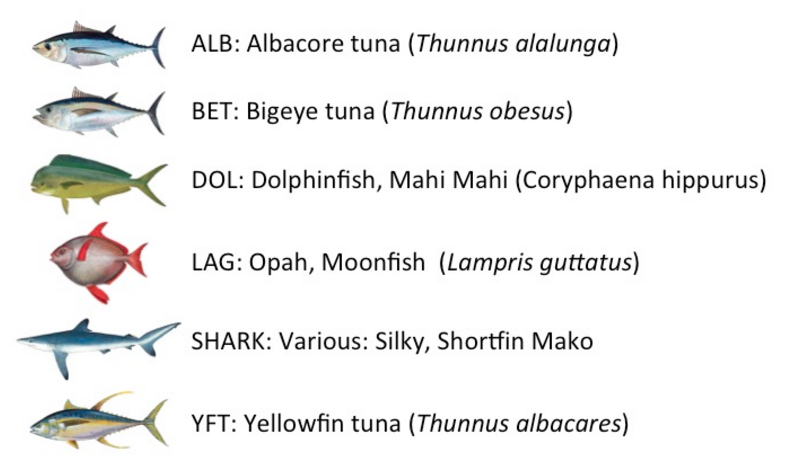 ALB: Albacore tuna (Thunnus alalunga)
BET: Bigeye tuna (Thunnus obesus)
DOL: Dolphinfish, Mahi Mahi (Coryphaena hippurus)
LAG: Opah, Moonfish (Lampris guttatus)
SHARK: Various: Silky, Shortfin Mako
YFT: Yellowfin tuna (Thunnus albacares)